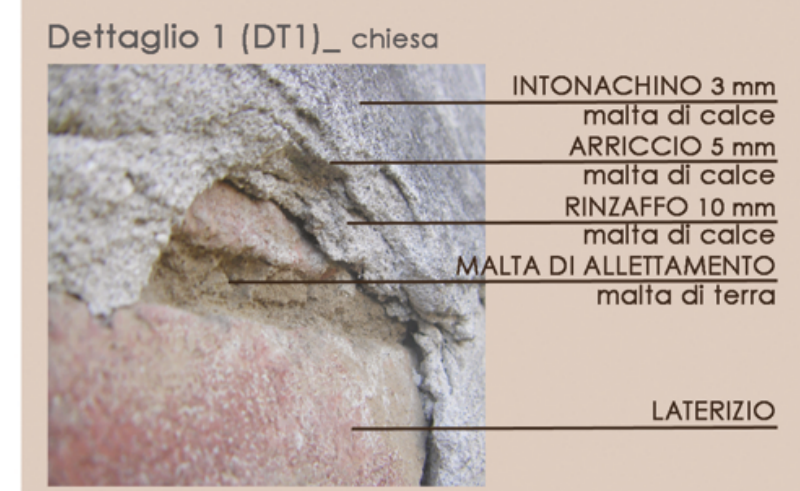 Dettaglio 1 (DT1)_ chiesa
INTONACHINO 3 mm
malta di calce
ARRICCIO 5 mm
malta di calce
RINZAFFO 10 mm
malta di calce
MALTA DI ALLETTAMENTO
malta di terra
LATERIZIO